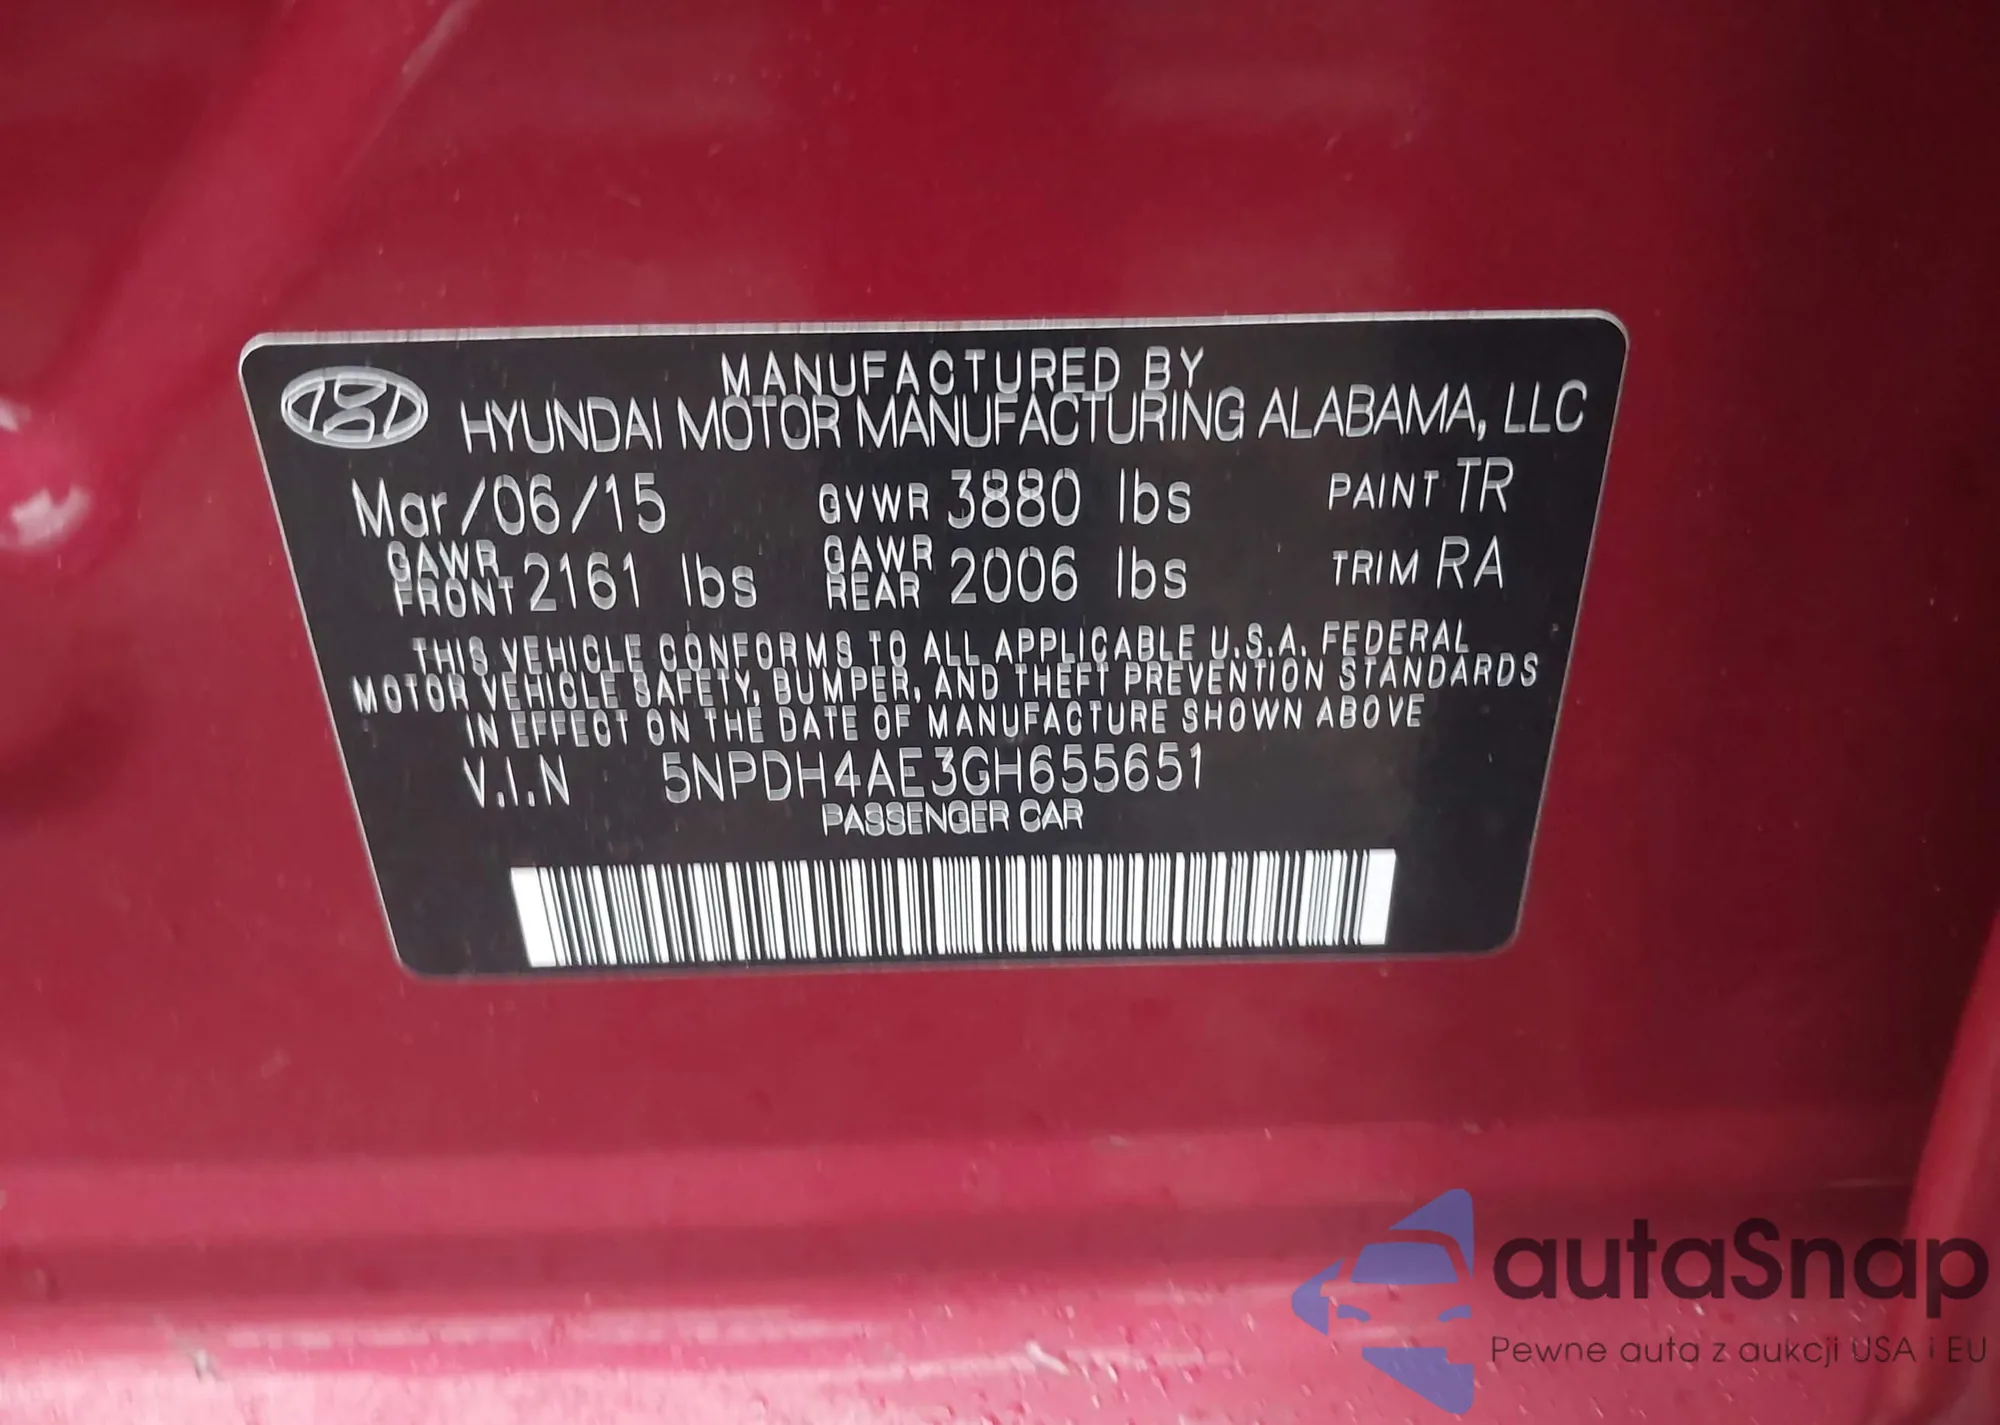 MANUFACTURED BY
HYUNDAI MOTOR MANUFACTURING ALABAMA, LLC
Mar/06/15 GVWR 3880 lbs PAINT TR
GAWR FRONT 2161 lbs GAWR REAR 2006 lbs TRIM RA
THIS VEHICLE CONFORMS TO ALL APPLICABLE U.S.A. FEDERAL
MOTOR VEHICLE SAFETY, BUMPER, AND THEFT PREVENTION STANDARDS
IN EFFECT ON THE DATE OF MANUFACTURE SHOWN ABOVE
V.I.N 5NPDH4AE3GH655651
PASSENGER CAR
autaSnap
Pewne auta z aukcji USA i EU